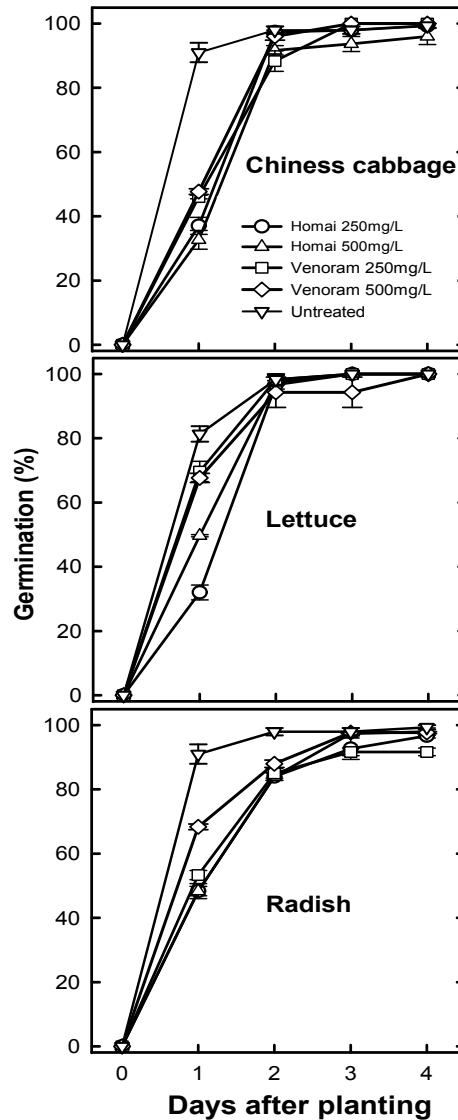 100
80
60
40
20
0
Chiness cabbage
Homai 250mg/L
Homai 500mg/L
Venoram 250mg/L
Venoram 500mg/L
Untreated
Germination (%)
100
80
60
40
20
0
Lettuce
100
80
60
40
20
0
Radish
0 1 2 3 4
Days after planting